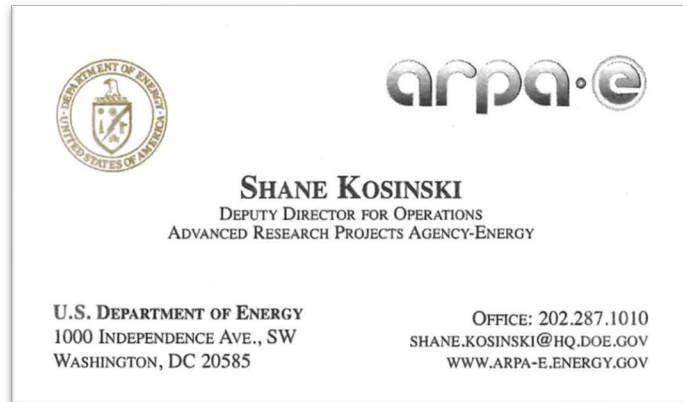 DEPARTMENT OF ENERGY
UNITED STATES OF AMERICA
arpa·e
SHANE KOSINSKI
DEPUTY DIRECTOR FOR OPERATIONS
ADVANCED RESEARCH PROJECTS AGENCY-ENERGY
U.S. DEPARTMENT OF ENERGY
1000 INDEPENDENCE AVE., SW
WASHINGTON, DC 20585
OFFICE: 202.287.1010
SHANE.KOSINSKI@HQ.DOE.GOV
WWW.ARPA-E.ENERGY.GOV